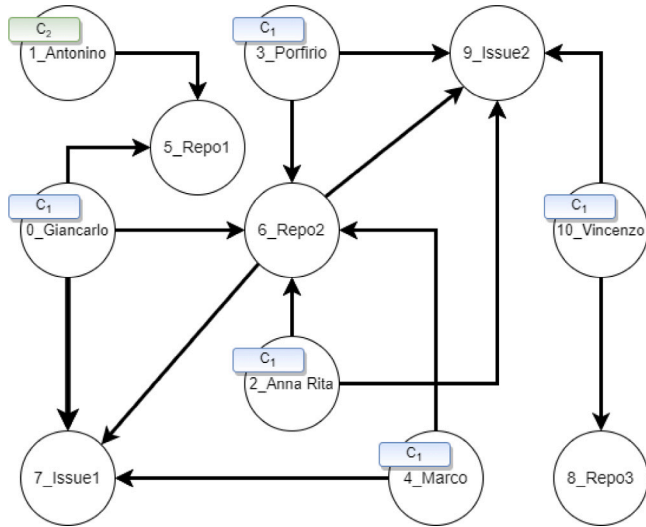 C₂
1_Antonino
C₁
3_Porfirio
9_Issue2
5_Repo1
C₁
0_Giancarlo
6_Repo2
C₁
10_Vincenzo
C₁
2_Anna Rita
7_Issue1
C₁
4_Marco
8_Repo3